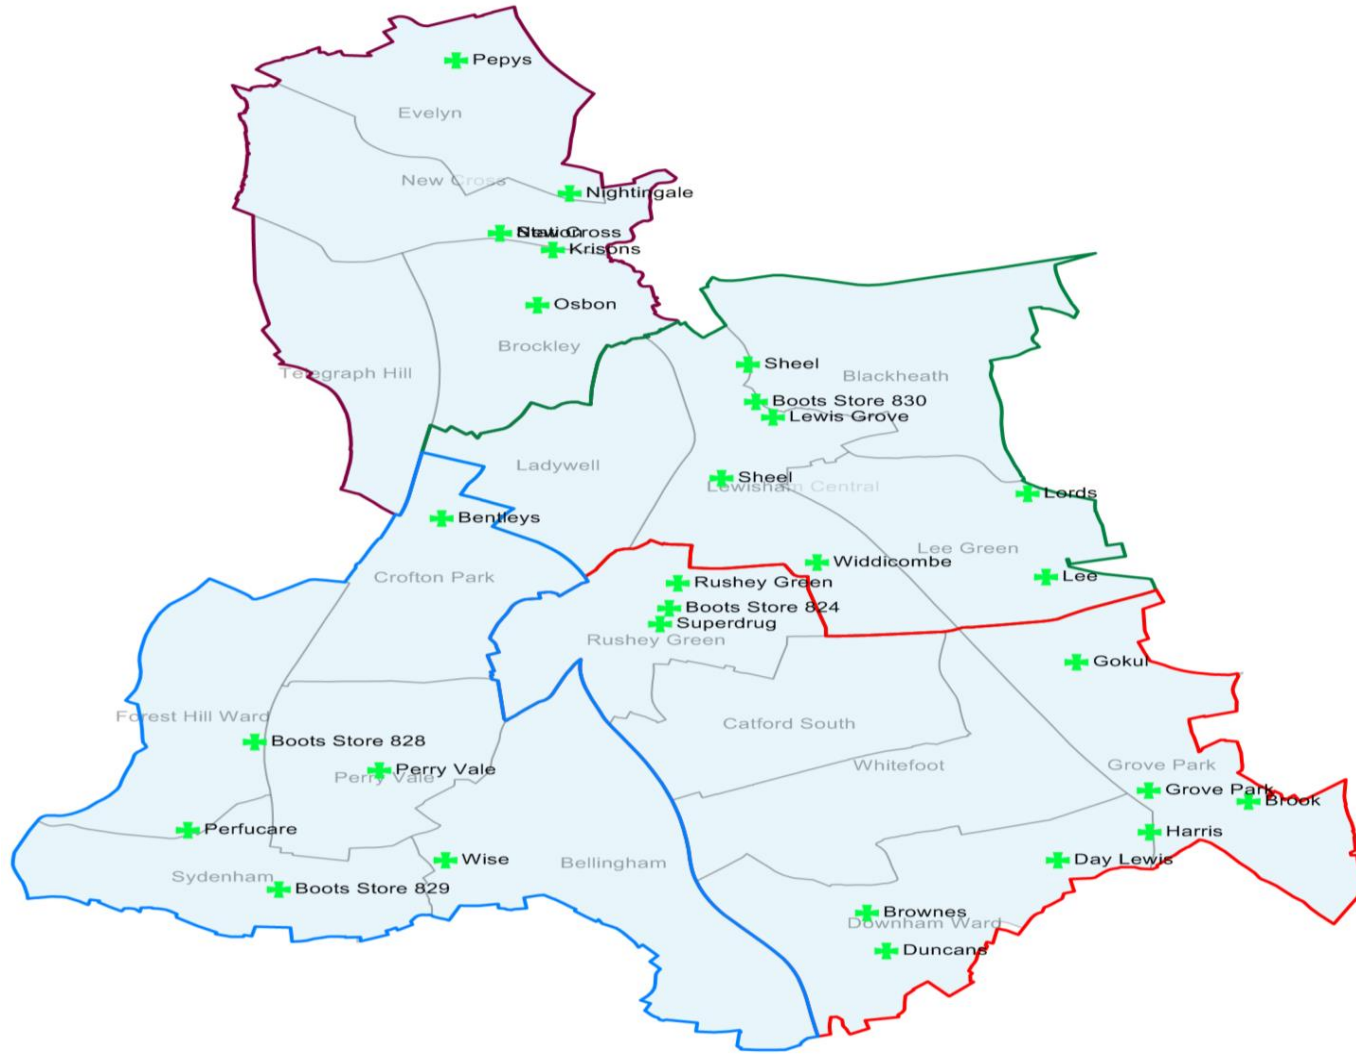 Pepys
Evelyn
New Cross
Nightingale
Station
New Cross
Krisons
Osbon
Brockley
Telegraph Hill
Sheel
Blackheath
Boots Store 830
Lewis Grove
Ladywell
Sheel
Lewisham Central
Lords
Bentleys
Lee Green
Widdicombe
Crofton Park
Lee
Rushey Green
Boots Store 824
Superdrug
Rushey Green
Gokul
Forest Hill Ward
Catford South
Boots Store 828
Perry Vale
Perry Vale
Whitefoot
Grove Park
Grove Park
Brook
Perfucare
Harris
Wise
Bellingham
Day Lewis
Sydenham
Boots Store 829
Brownes
Downham Ward
Duncans